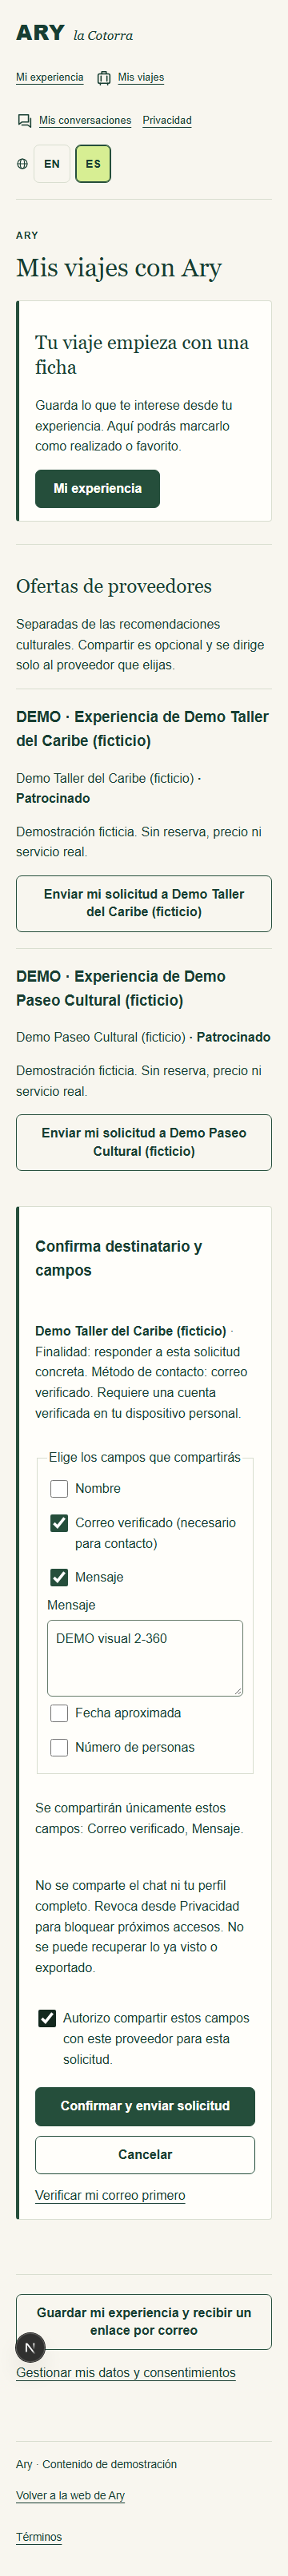 ARY la Cotorra
Mi experiencia Mis viajes
Mis conversaciones Privacidad
EN ES
ARY
Mis viajes con Ary
Tu viaje empieza con una
ficha
Guarda lo que te interese desde tu
experiencia. Aquí podrás marcarlo
como realizado o favorito.
Mi experiencia
Ofertas de proveedores
Separadas de las recomendaciones
culturales. Compartir es opcional y se dirige
solo al proveedor que elijas.
DEMO · Experiencia de Demo Taller
del Caribe (ficticio)
Demo Taller del Caribe (ficticio) ·
Patrocinado
Demostración ficticia. Sin reserva, precio ni
servicio real.
Enviar mi solicitud a Demo Taller
del Caribe (ficticio)
DEMO · Experiencia de Demo
Paseo Cultural (ficticio)
Demo Paseo Cultural (ficticio) · Patrocinado
Demostración ficticia. Sin reserva, precio ni
servicio real.
Enviar mi solicitud a Demo Paseo
Cultural (ficticio)
Confirma destinatario y
campos
Demo Taller del Caribe (ficticio) ·
Finalidad: responder a esta solicitud
concreta. Método de contacto: correo
verificado. Requiere una cuenta
verificada en tu dispositivo personal.
Elige los campos que compartirás
Nombre
Correo verificado (necesario
para contacto)
Mensaje
Mensaje
DEMO visual 2-360
Fecha aproximada
Número de personas
Se compartirán únicamente estos
campos: Correo verificado, Mensaje.
No se comparte el chat ni tu perfil
completo. Revoca desde Privacidad
para bloquear próximos accesos. No
se puede recuperar lo ya visto o
exportado.
Autorizo compartir estos campos
con este proveedor para esta
solicitud.
Confirmar y enviar solicitud
Cancelar
Verificar mi correo primero
Guardar mi experiencia y recibir un
enlace por correo
N
Gestionar mis datos y consentimientos
Ary · Contenido de demostración
Volver a la web de Ary
Términos